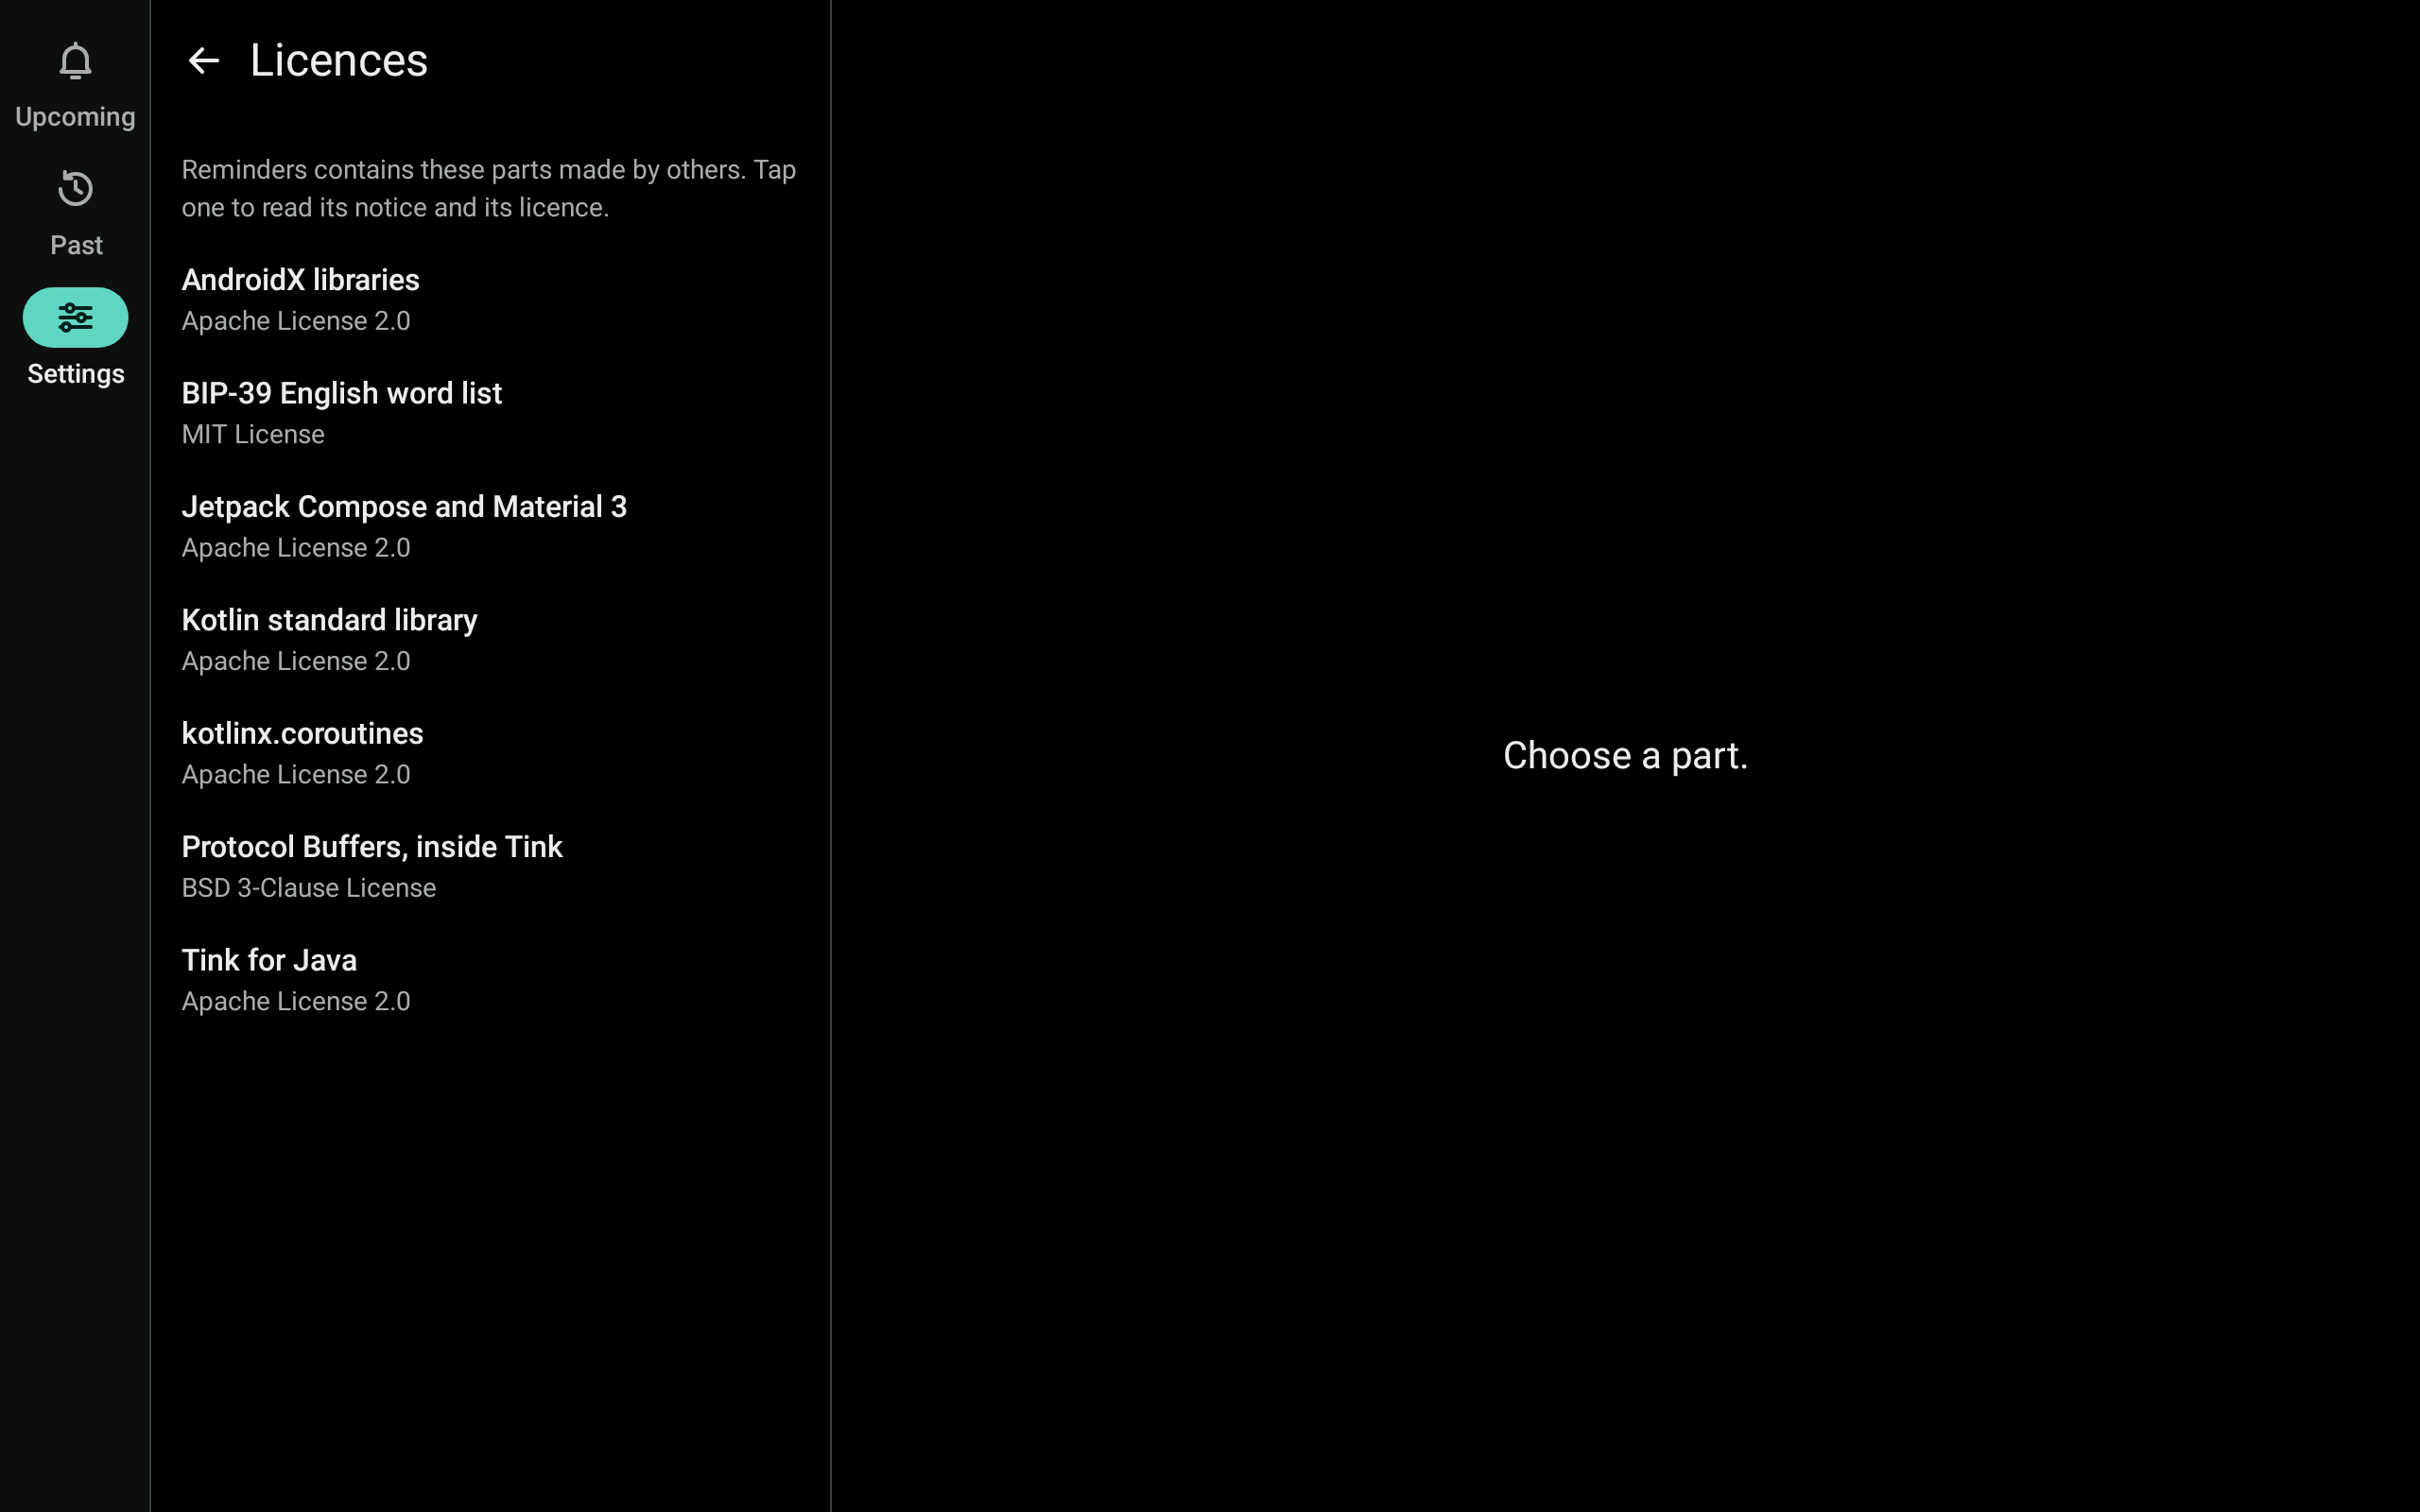 Upcoming
Past
Settings
Licences
Reminders contains these parts made by others. Tap
one to read its notice and its licence.
AndroidX libraries
Apache License 2.0
BIP-39 English word list
MIT License
Jetpack Compose and Material 3
Apache License 2.0
Kotlin standard library
Apache License 2.0
kotlinx.coroutines
Apache License 2.0
Protocol Buffers, inside Tink
BSD 3-Clause License
Tink for Java
Apache License 2.0
Choose a part.